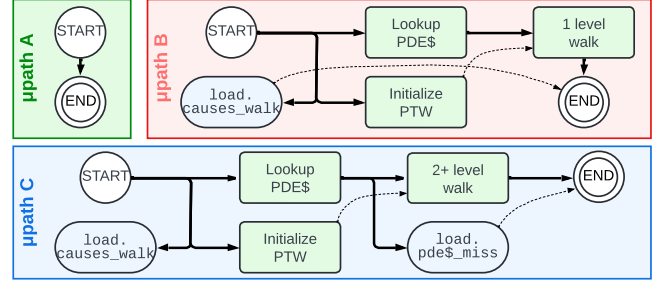 μpath A
START
END
μpath B
START
Lookup
PDE$
1 level
walk
load.
causes_walk
Initialize
PTW
END
μpath C
START
Lookup
PDE$
2+ level
walk
END
load.
causes_walk
Initialize
PTW
load.
pde$_miss